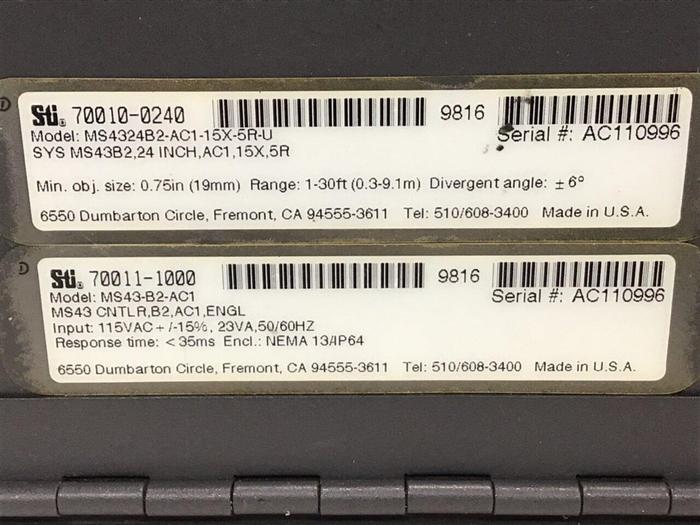 Sti® 70010-0240 9816
Model: MS4324B2-AC1-15X-5R-U Serial #: AC110996
SYS MS43B2,24 INCH,AC1,15X,5R
Min. obj. size: 0.75in (19mm) Range: 1-30ft (0.3-9.1m) Divergent angle: ±6°
6550 Dumbarton Circle, Fremont, CA 94555-3611 Tel: 510/608-3400 Made in U.S.A.
Sti® 70011-1000 9816
Model: MS43-B2-AC1 Serial #: AC110996
MS43 CNTLR,B2,AC1,ENGL
Input: 115VAC +/-15%, 23VA,50/60HZ
Response time: <35ms Encl.: NEMA 13/IP64
6550 Dumbarton Circle, Fremont, CA 94555-3611 Tel: 510/608-3400 Made in U.S.A.